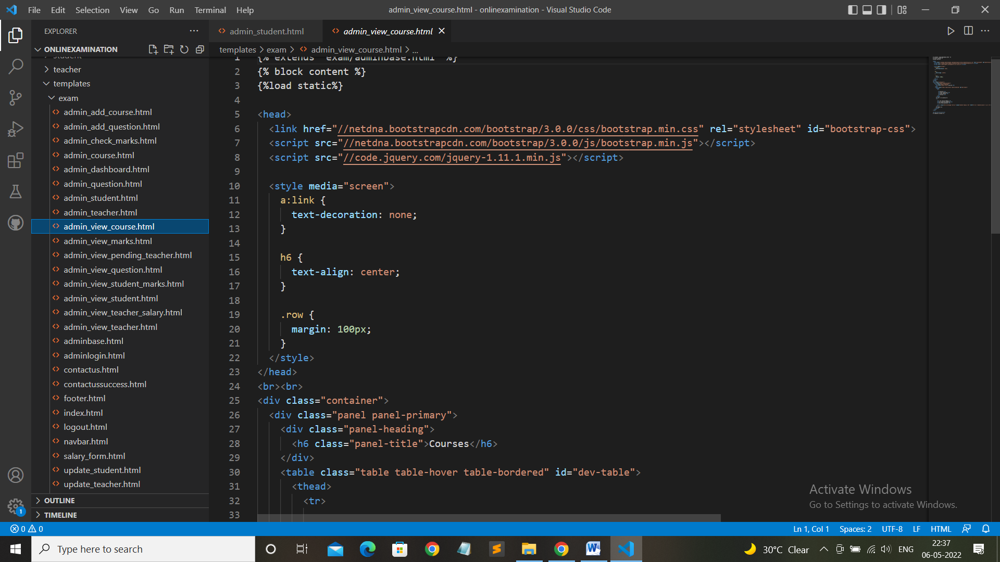 File Edit Selection View Go Run Terminal Help
admin_view_course.html - onlinexamination - Visual Studio Code
EXPLORER
ONLINEXAMINATION
student
teacher
templates
exam
admin_add_course.html
admin_add_question.html
admin_check_marks.html
admin_course.html
admin_dashboard.html
admin_question.html
admin_student.html
admin_teacher.html
admin_view_course.html
admin_view_marks.html
admin_view_pending_teacher.html
admin_view_question.html
admin_view_student_marks.html
admin_view_student.html
admin_view_teacher_salary.html
admin_view_teacher.html
adminbase.html
adminlogin.html
contactus.html
contactussuccess.html
footer.html
index.html
logout.html
navbar.html
salary_form.html
update_student.html
update_teacher.html
OUTLINE
TIMELINE
admin_student.html
admin_view_course.html
templates > exam > admin_view_course.html > ...
1 {% extends 'exam/adminbase.html' %}
2 {% block content %}
3 {%load static%}
4
5 <head>
6 <link href="//netdna.bootstrapcdn.com/bootstrap/3.0.0/css/bootstrap.min.css" rel="stylesheet" id="bootstrap-css">
7 <script src="//netdna.bootstrapcdn.com/bootstrap/3.0.0/js/bootstrap.min.js"></script>
8 <script src="//code.jquery.com/jquery-1.11.1.min.js"></script>
9
10 <style media="screen">
11 a:link {
12 text-decoration: none;
13 }
14
15 h6 {
16 text-align: center;
17 }
18
19 .row {
20 margin: 100px;
21 }
22 </style>
23 </head>
24 <br><br>
25 <div class="container">
26 <div class="panel panel-primary">
27 <div class="panel-heading">
28 <h6 class="panel-title">Courses</h6>
29 </div>
30 <table class="table table-hover table-bordered" id="dev-table">
31 <thead>
32 <tr>
33
Activate Windows
Go to Settings to activate Windows.
0 0
1
Ln 1, Col 1 Spaces: 2 UTF-8 LF HTML
Type here to search
30°C Clear
ENG
22:37
06-05-2022